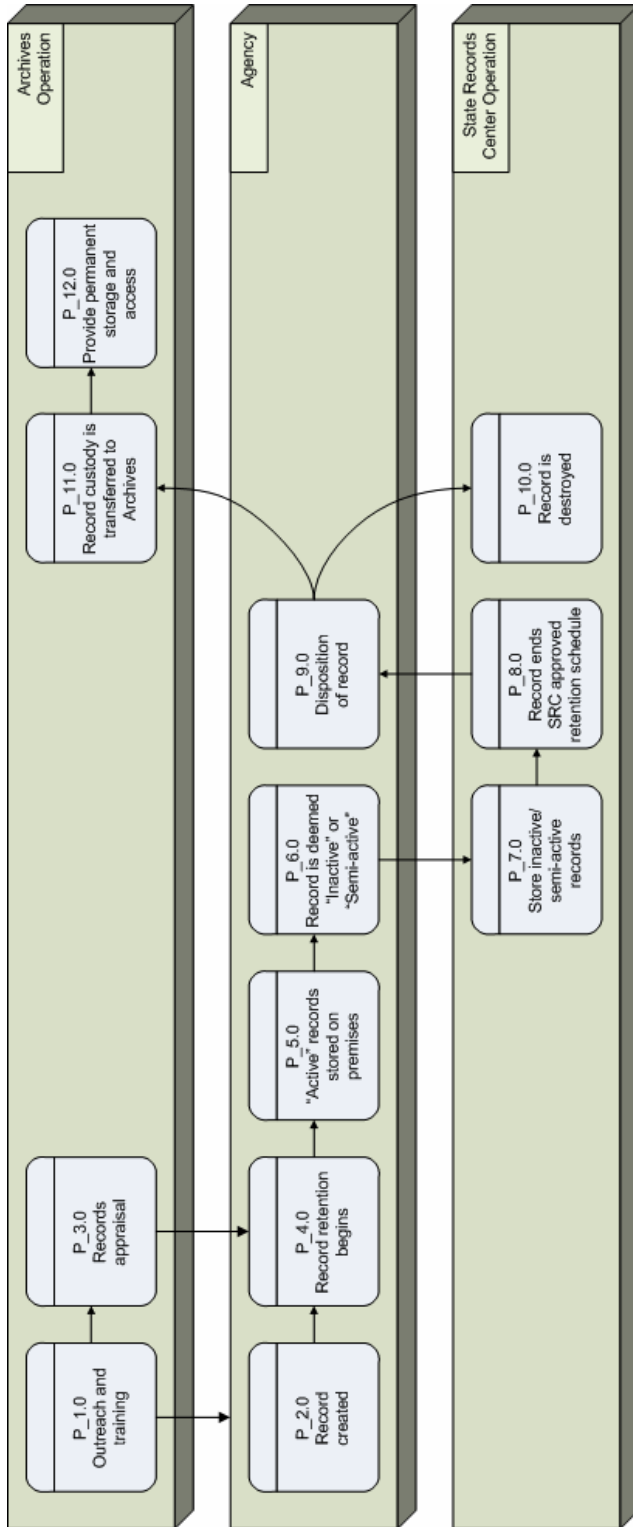 Archives
Operation
P_1.0
Outreach and
training
P_3.0
Records
appraisal
P_11.0
Record custody is
transferred to
Archives
P_12.0
Provide permanent
storage and
access
Agency
P_2.0
Record
created
P_4.0
Record retention
begins
P_5.0
“Active” records
stored on
premises
P_6.0
Record is deemed
“Inactive” or
“Semi-active”
P_9.0
Disposition
of record
State Records
Center Operation
P_7.0
Store inactive/
semi-active
records
P_8.0
Record ends
SRC approved
retention schedule
P_10.0
Record is
destroyed